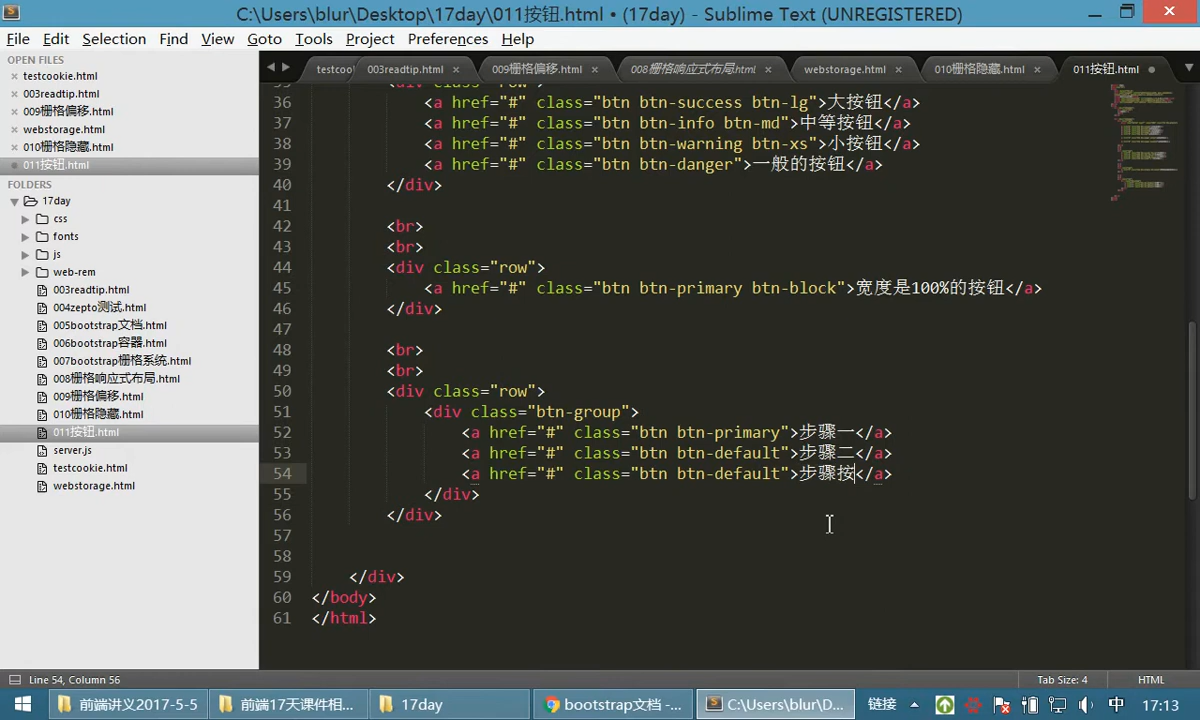 C:\Users\blur\Desktop\17day\011按钮.html • (17day) - Sublime Text (UNREGISTERED)
File Edit Selection Find View Goto Tools Project Preferences Help
OPEN FILES
testcookie.html
003readtip.html
009栅格偏移.html
webstorage.html
010栅格隐藏.html
011按钮.html
FOLDERS
17day
css
fonts
js
web-rem
003readtip.html
004zepto测试.html
005bootstrap文档.html
006bootstrap容器.html
007bootstrap栅格系统.html
008栅格响应式布局.html
009栅格偏移.html
010栅格隐藏.html
011按钮.html
server.js
testcookie.html
webstorage.html
testcoo 003readtip.html 009栅格偏移.html 008栅格响应式布局.html webstorage.html 010栅格隐藏.html 011按钮.html
35 <div class="row">
36 <a href="#" class="btn btn-success btn-lg">大按钮</a>
37 <a href="#" class="btn btn-info btn-md">中等按钮</a>
38 <a href="#" class="btn btn-warning btn-xs">小按钮</a>
39 <a href="#" class="btn btn-danger">一般的按钮</a>
40 </div>
41
42 <br>
43 <br>
44 <div class="row">
45 <a href="#" class="btn btn-primary btn-block">宽度是100%的按钮</a>
46 </div>
47
48 <br>
49 <br>
50 <div class="row">
51 <div class="btn-group">
52 <a href="#" class="btn btn-primary">步骤一</a>
53 <a href="#" class="btn btn-default">步骤二</a>
54 <a href="#" class="btn btn-default">步骤按</a>
55 </div>
56 </div>
57
58
59 </div>
60 </body>
61 </html>
Line 54, Column 56 Tab Size: 4 HTML
前端讲义2017-5-5 前端17天课件相... 17day bootstrap文档 -... C:\Users\blur\D... 链接 中 17:13